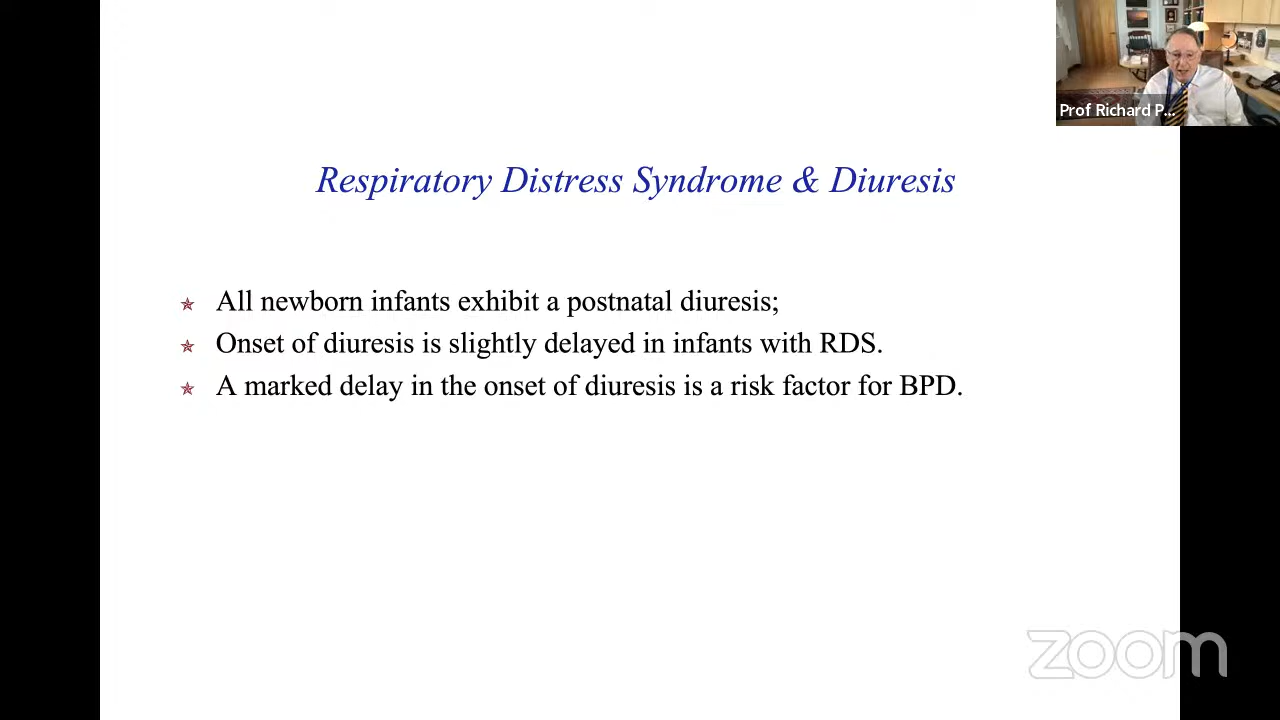 Prof Richard P...
Respiratory Distress Syndrome & Diuresis
All newborn infants exhibit a postnatal diuresis;
Onset of diuresis is slightly delayed in infants with RDS.
A marked delay in the onset of diuresis is a risk factor for BPD.
zoom